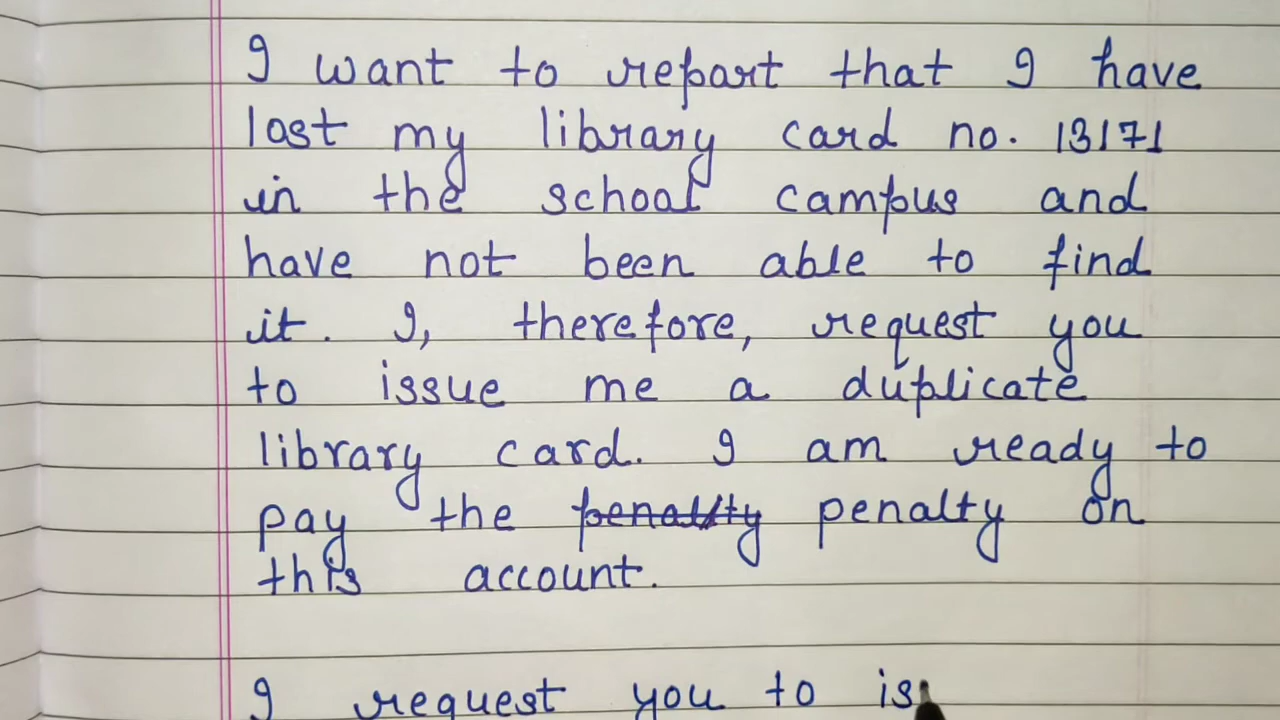 I want to report that I have
lost my library card no. 13171
in the school campus and
have not been able to find
it. I, therefore, request you
to issue me a duplicate
library card. I am ready to
pay the penalty penalty on
this account.
I request you to is